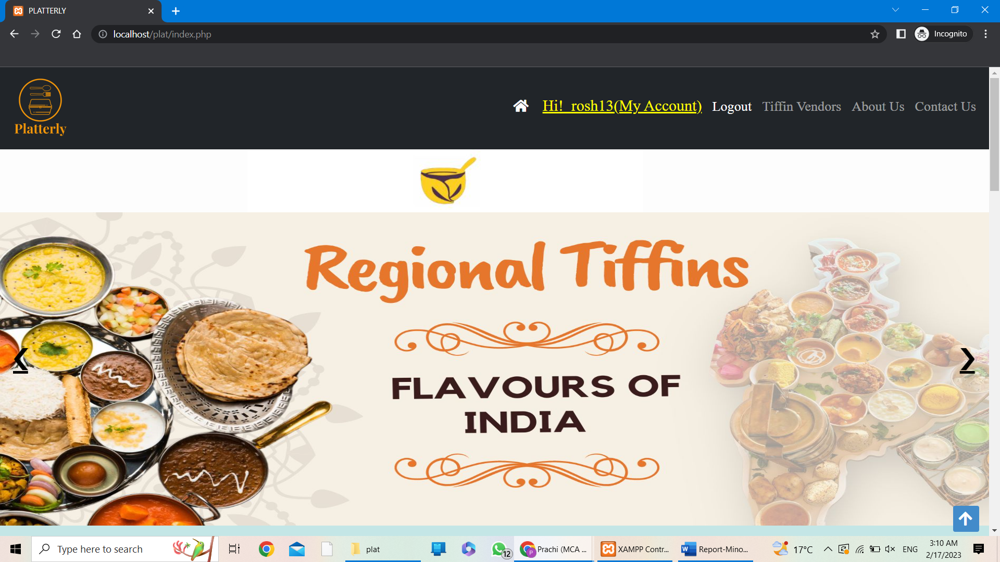 PLATTERLY
localhost/plat/index.php
Incognito
Platterly
Hi!_rosh13(My Account)
Logout
Tiffin Vendors
About Us
Contact Us
Regional Tiffins
FLAVOURS OF
INDIA
Type here to search
plat
12
P
Prachi (MCA ...
XAMPP Contr...
W
Report-Mino...
17°C
ENG
3:10 AM
2/17/2023